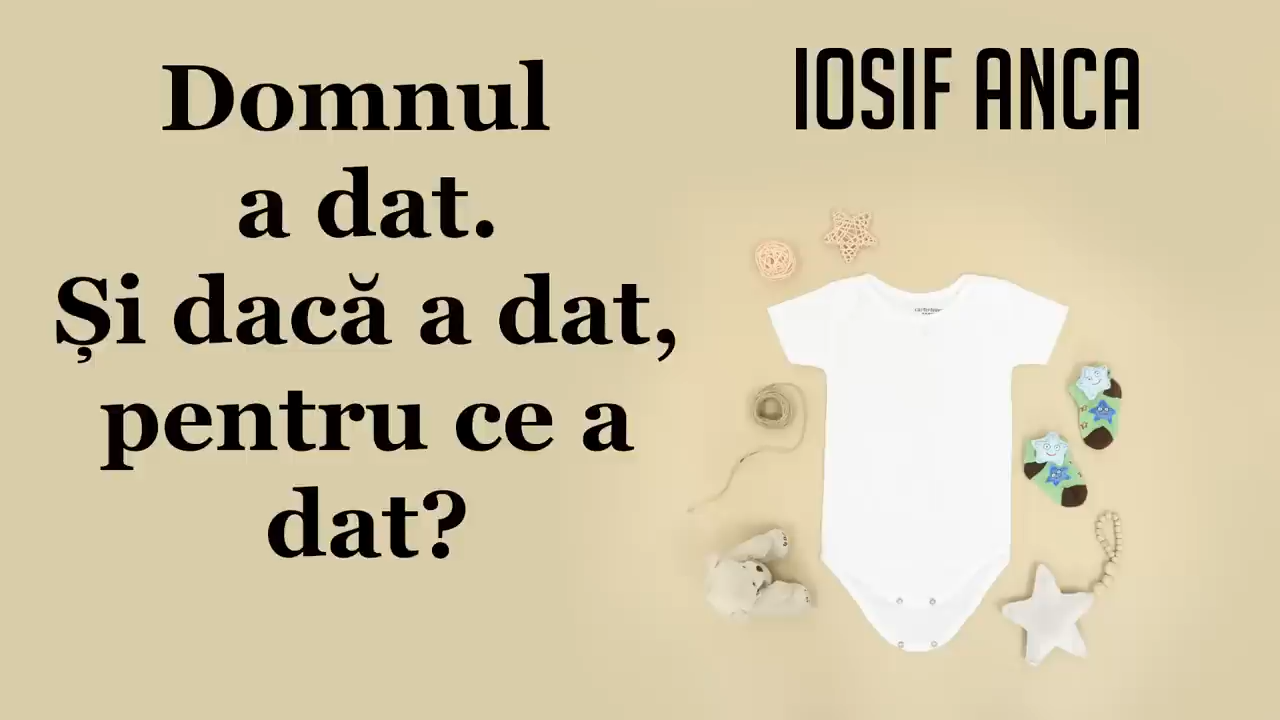 Domnul
a dat.
Și dacă a dat,
pentru ce a
dat?
IOSIF ANCA